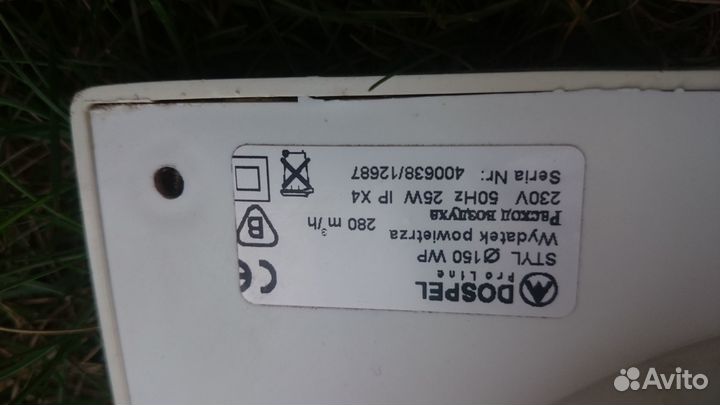 DOSPEL
Pro Line
STYL Ø150 WP
Wydatek powietrza
Расход воздуха 280 m³/h
230V 50Hz 25W IP X4
Seria Nr: 400638/12687
CE
B
Avito